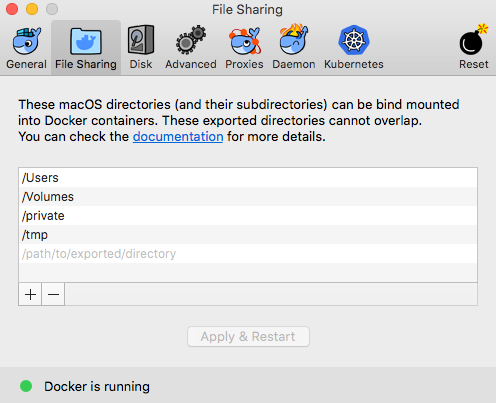 File Sharing
General File Sharing Disk Advanced Proxies Daemon Kubernetes Reset
These macOS directories (and their subdirectories) can be bind mounted
into Docker containers. These exported directories cannot overlap.
You can check the documentation for more details.
/Users
/Volumes
/private
/tmp
/path/to/exported/directory
+ −
Apply & Restart
Docker is running